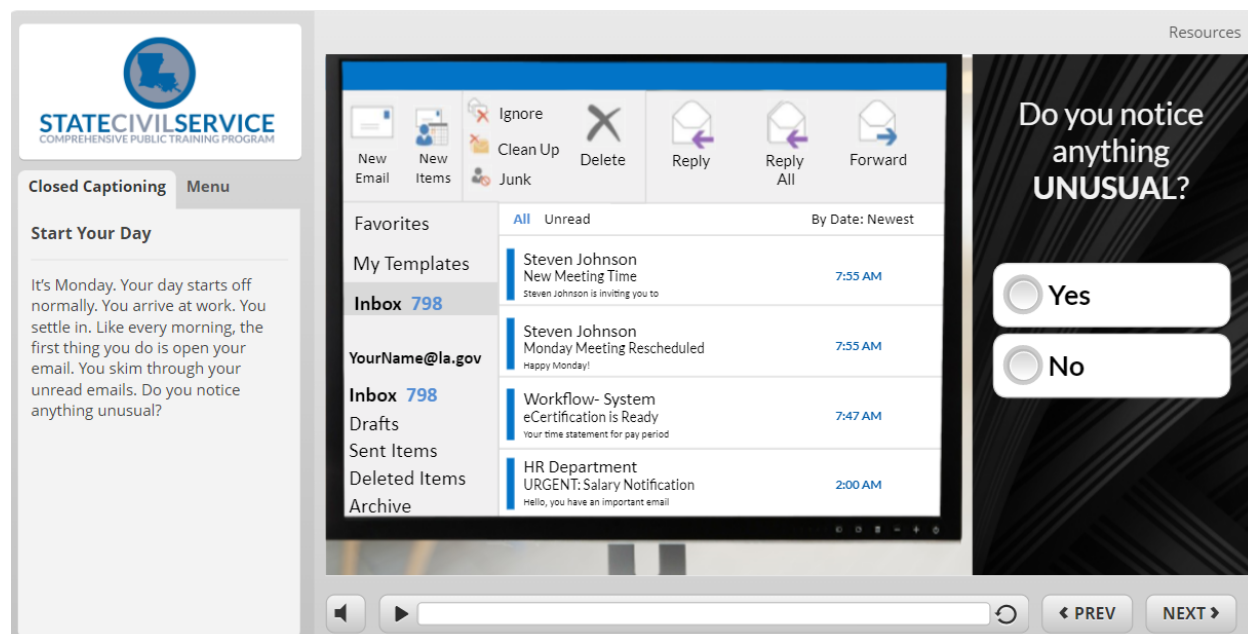 Resources
STATECIVILSERVICE
COMPREHENSIVE PUBLIC TRAINING PROGRAM
Closed Captioning
Menu
Start Your Day
It's Monday. Your day starts off
normally. You arrive at work. You
settle in. Like every morning, the
first thing you do is open your
email. You skim through your
unread emails. Do you notice
anything unusual?
New
Email
New
Items
Ignore
Clean Up
Junk
Delete
Reply
Reply
All
Forward
Favorites
My Templates
Inbox 798
YourName@la.gov
Inbox 798
Drafts
Sent Items
Deleted Items
Archive
All Unread
By Date: Newest
Steven Johnson
New Meeting Time
Steven Johnson is inviting you to
7:55 AM
Steven Johnson
Monday Meeting Rescheduled
Happy Monday!
7:55 AM
Workflow- System
eCertification is Ready
Your time statement for pay period
7:47 AM
HR Department
URGENT: Salary Notification
Hello, you have an important email
2:00 AM
Do you notice
anything
UNUSUAL?
Yes
No
PREV
NEXT